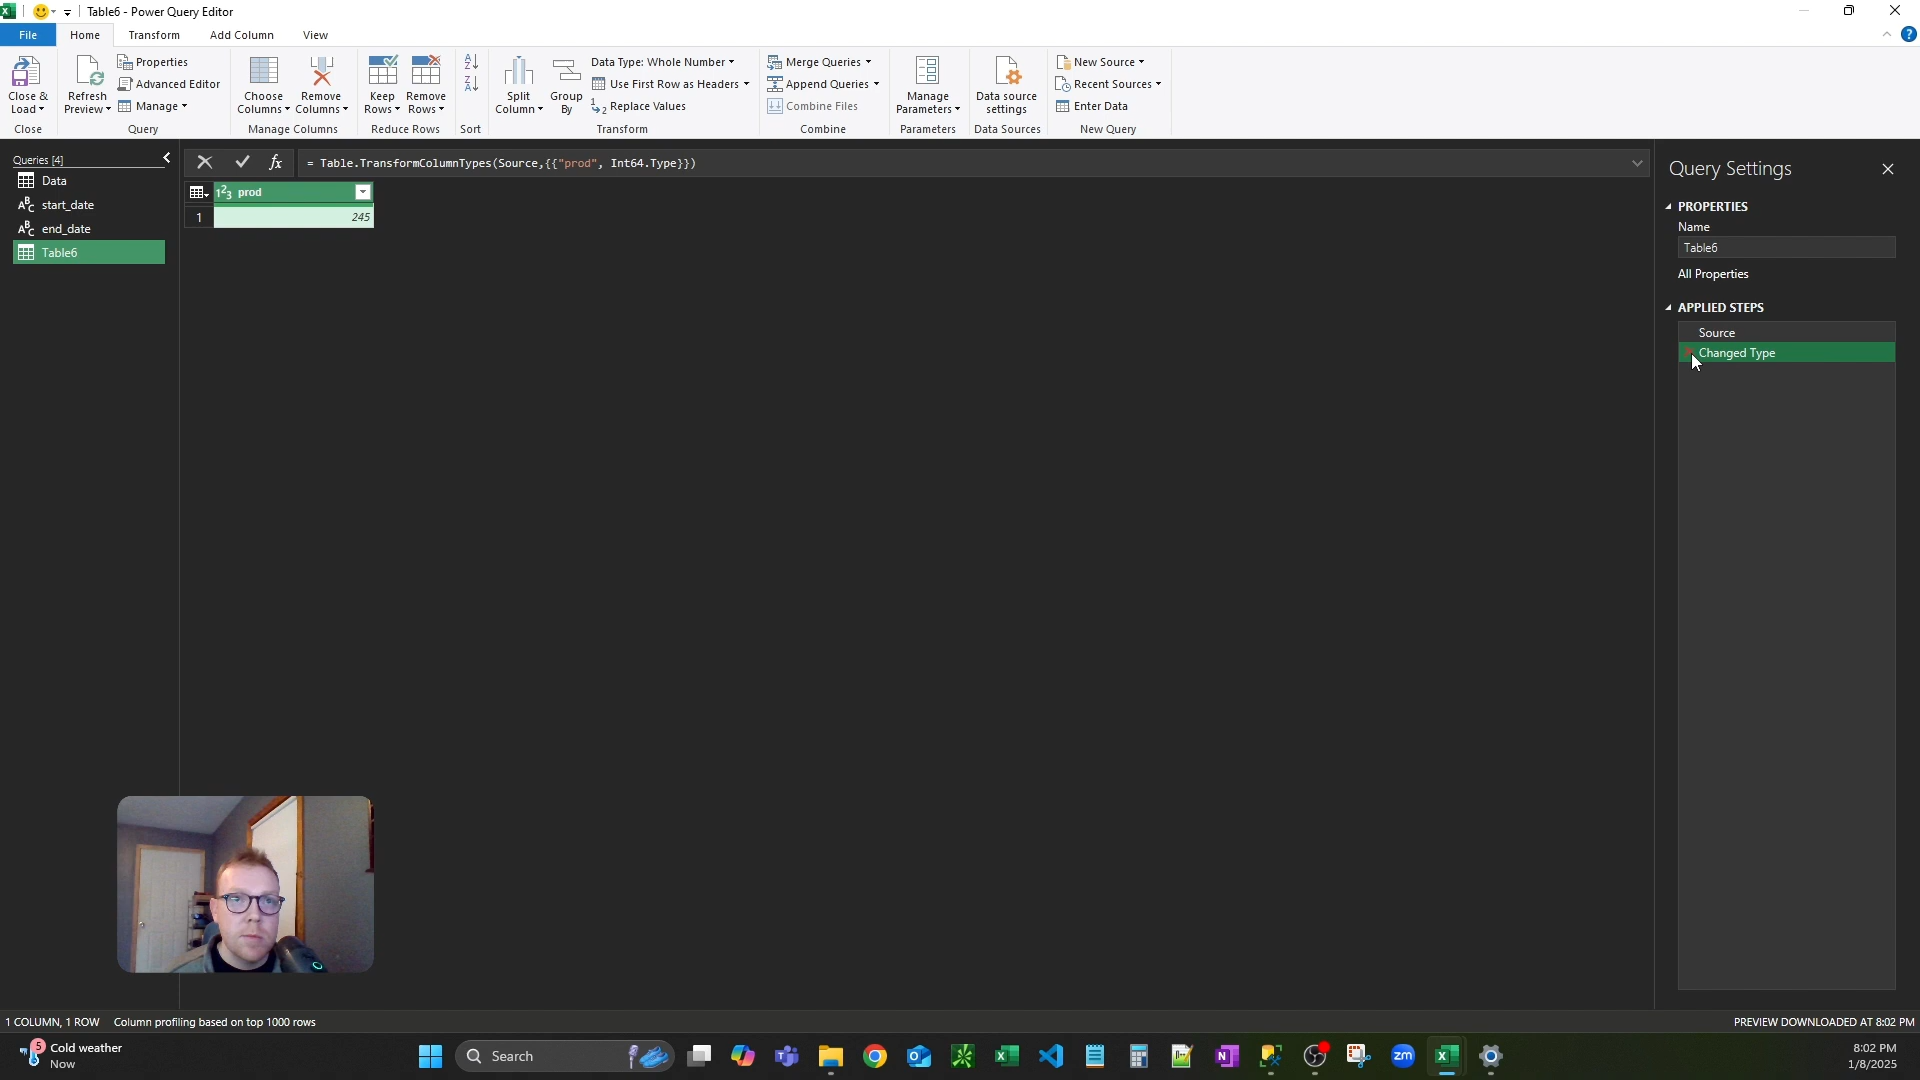 Table6 - Power Query Editor
File Home Transform Add Column View
Close & Load
Close
Refresh Preview
Properties
Advanced Editor
Manage
Query
Choose Columns
Remove Columns
Manage Columns
Keep Rows
Remove Rows
Reduce Rows
Sort
Split Column
Group By
Data Type: Whole Number
Use First Row as Headers
Replace Values
Transform
Merge Queries
Append Queries
Combine Files
Combine
Manage Parameters
Parameters
Data source settings
Data Sources
New Source
Recent Sources
Enter Data
New Query
Queries [4]
Data
start_date
end_date
Table6
= Table.TransformColumnTypes(Source,{{"prod", Int64.Type}})
prod
1 245
Query Settings
PROPERTIES
Name
Table6
All Properties
APPLIED STEPS
Source
Changed Type
1 COLUMN, 1 ROW Column profiling based on top 1000 rows
PREVIEW DOWNLOADED AT 8:02 PM
5
Cold weather
Now
Search
zm
8:02 PM
1/8/2025